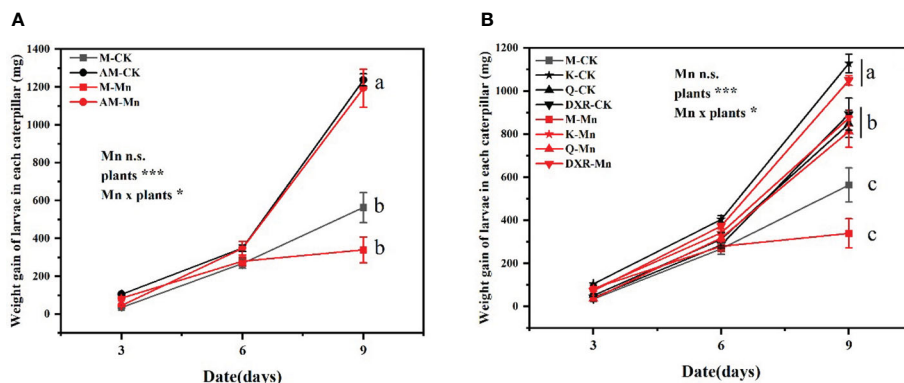 A
Weight gain of larvae in each caterpillar (mg)
1400
1200
1000
800
600
400
200
0
M-CK
AM-CK
M-Mn
AM-Mn
Mn n.s.
plants ***
Mn x plants *
a
b
b
3
6
9
Date(days)
B
Weight gain of larvae in each caterpillar (mg)
1200
1000
800
600
400
200
0
M-CK
K-CK
Q-CK
DXR-CK
M-Mn
K-Mn
Q-Mn
DXR-Mn
Mn n.s.
plants ***
Mn x plants *
a
b
c
c
3
6
9
Date(days)